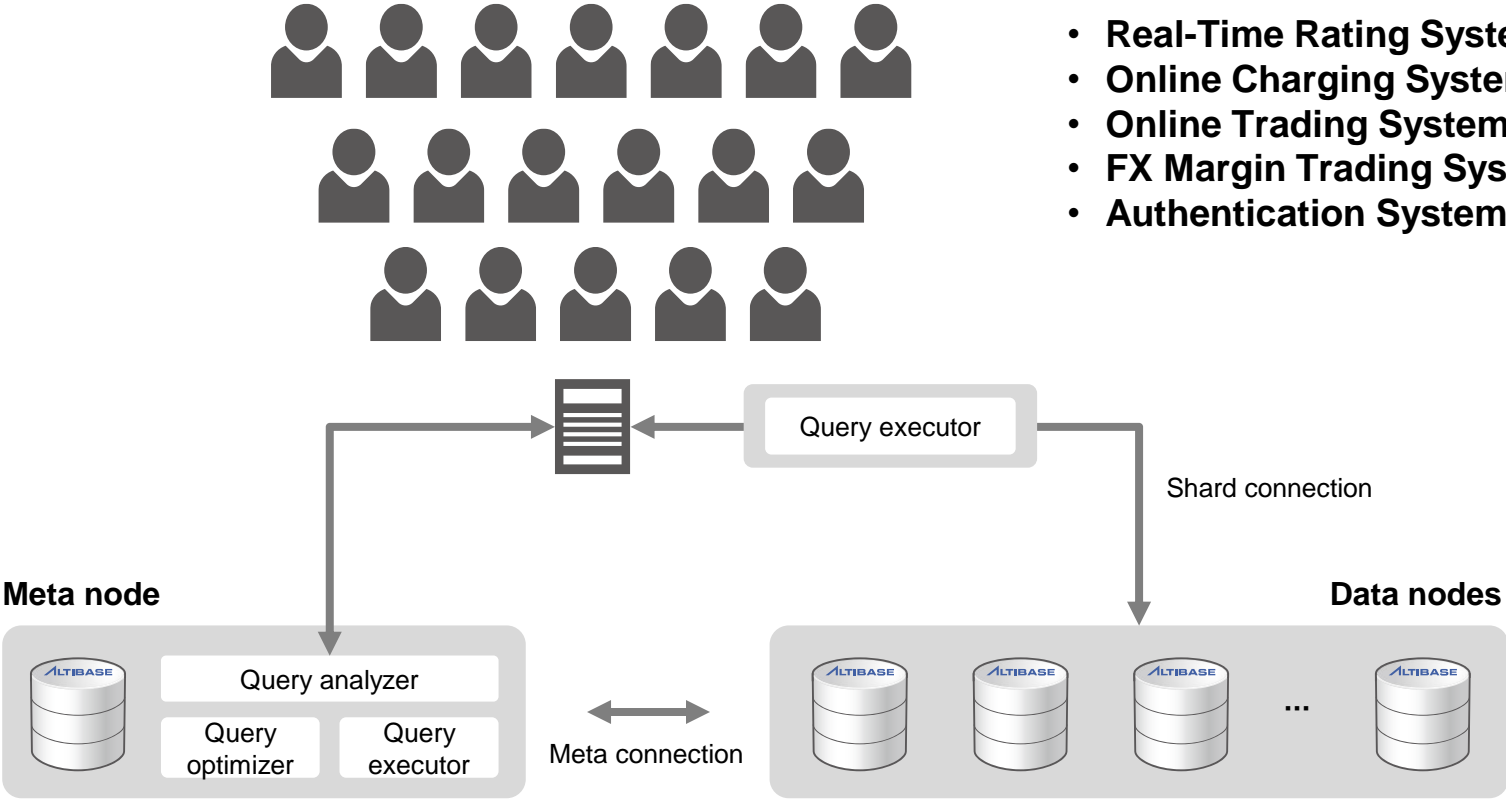 • Real-Time Rating Syste
• Online Charging System
• Online Trading System
• FX Margin Trading Sys
• Authentication System
Query executor
Shard connection
Meta node
Data nodes
ALTIBASE
Query analyzer
Query
optimizer
Query
executor
Meta connection
ALTIBASE
ALTIBASE
ALTIBASE
...
ALTIBASE